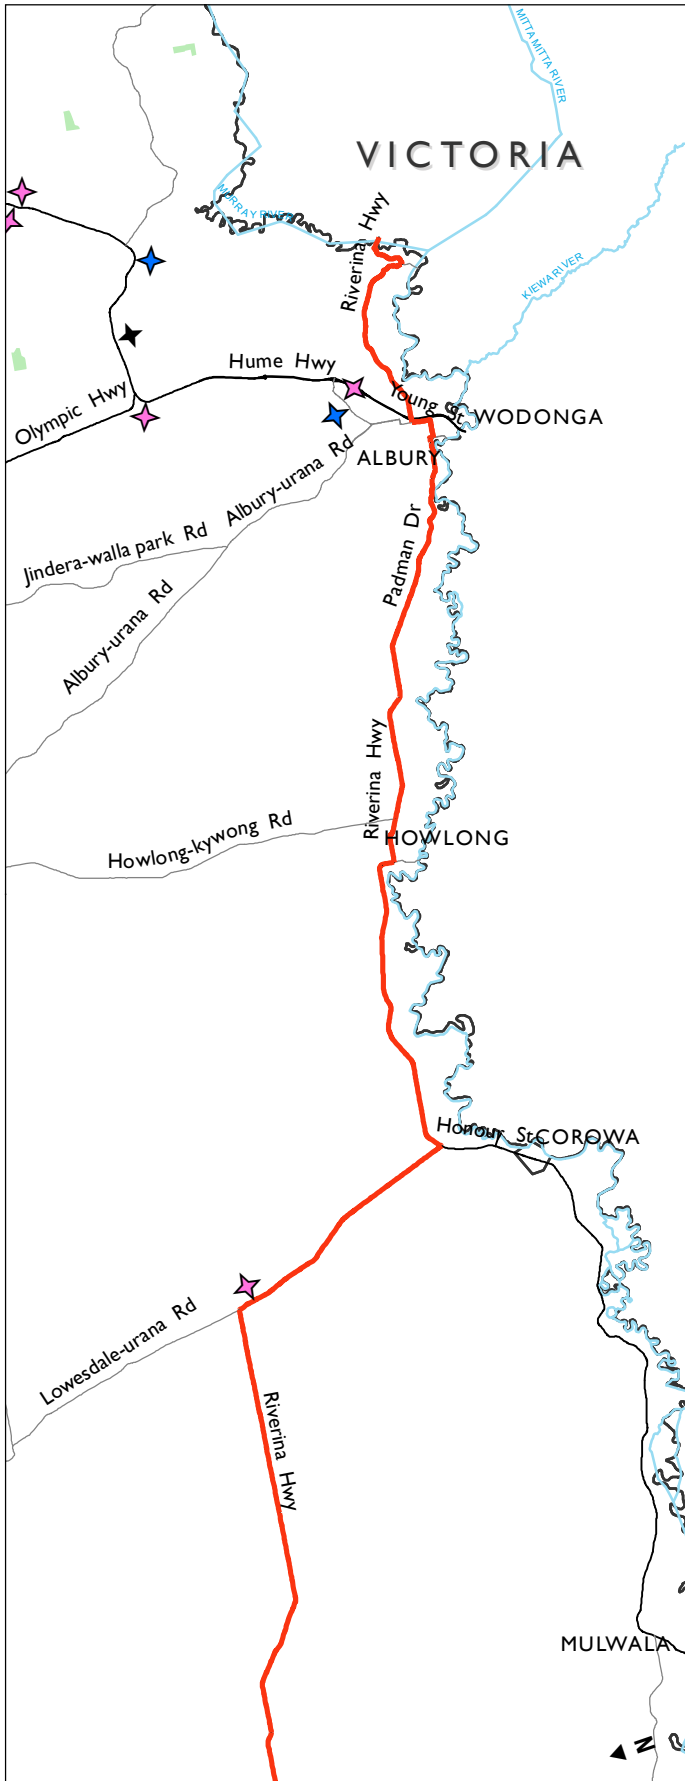 MITTA MITTA RIVER
VICTORIA
MURRAY RIVER
Riverina Hwy
KIEWA RIVER
Hume Hwy
Olympic Hwy
Young St
WODONGA
ALBURY
Albury-urana Rd
Padman Dr
Jindera-walla park Rd
Albury-urana Rd
Riverina Hwy
Howlong-kywong Rd
HOWLONG
Honour St
COROWA
Lowesdale-urana Rd
Riverina Hwy
MULWALA
N